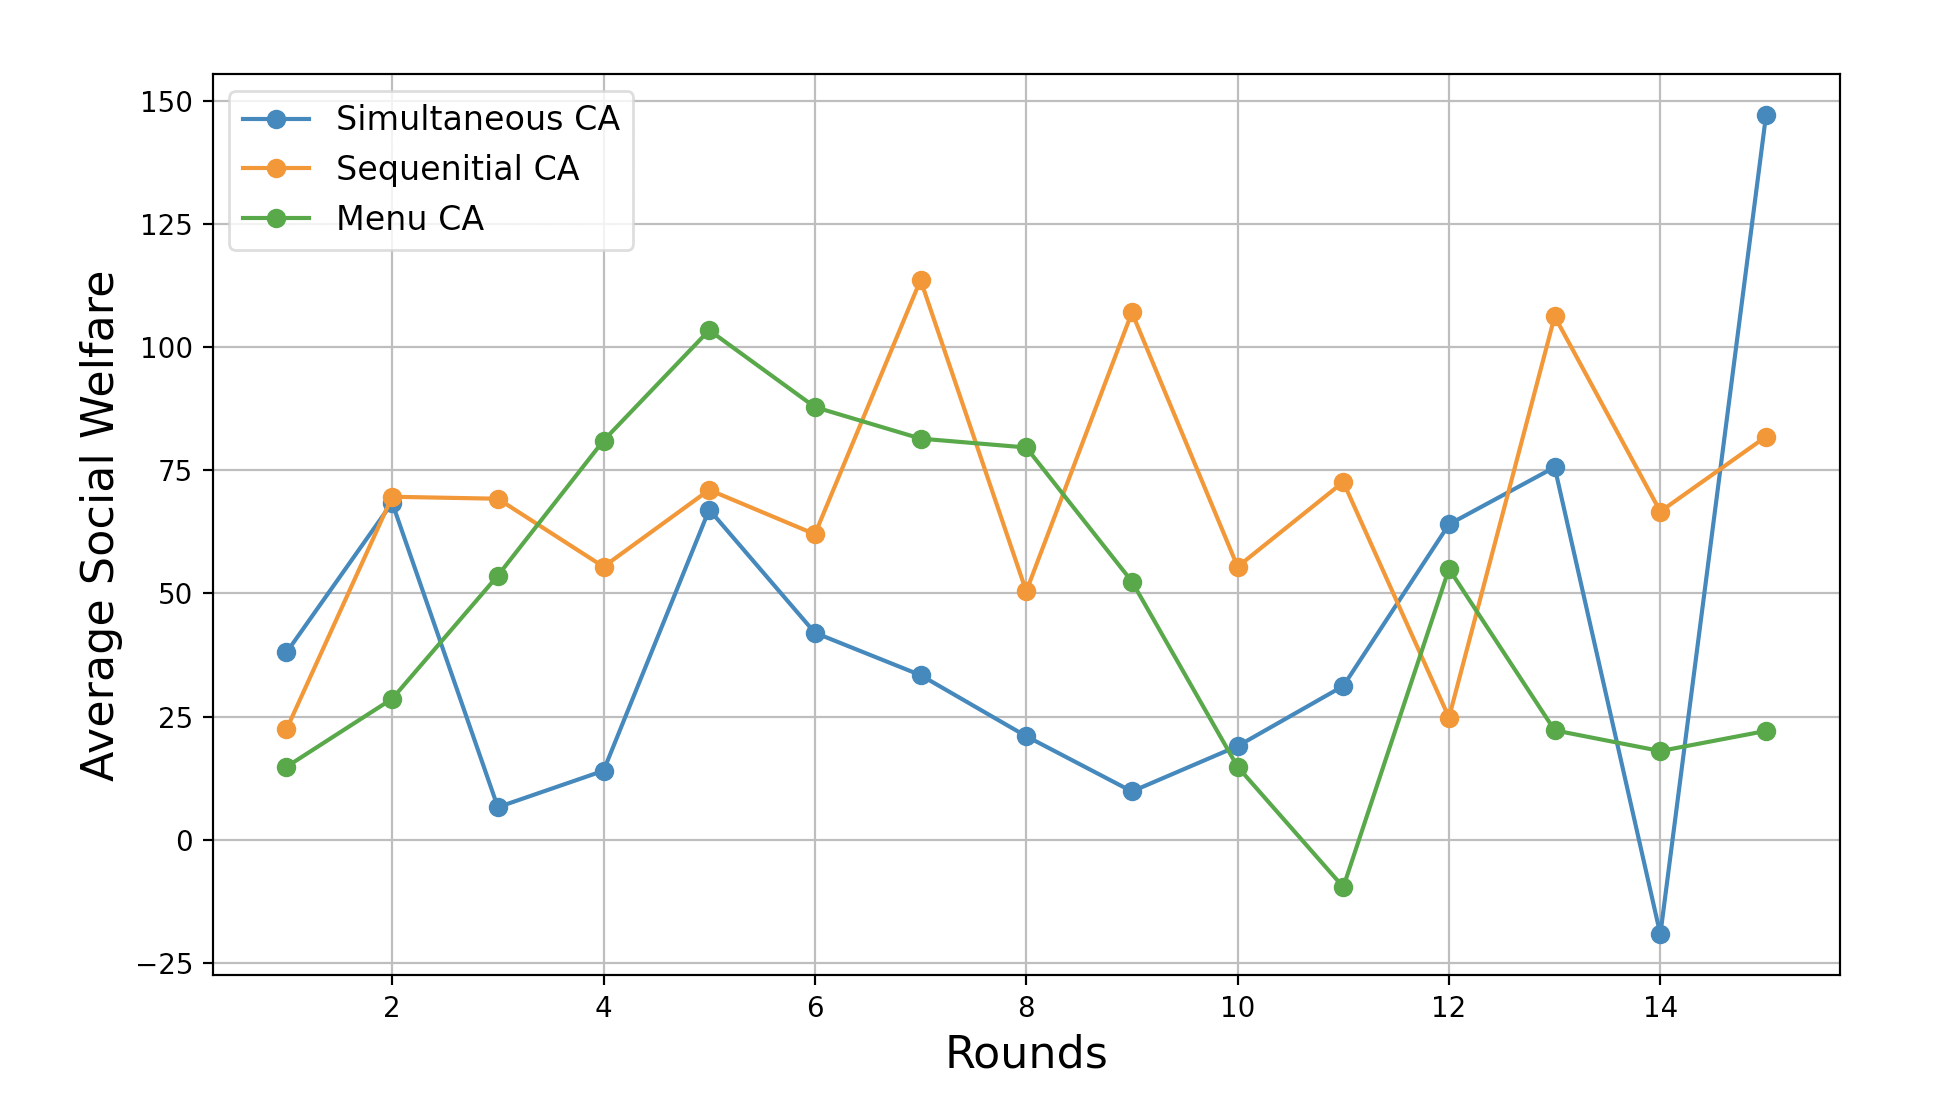 Simultaneous CA
Sequenitial CA
Menu CA
Average Social Welfare
150
125
100
75
50
25
0
−25
2 4 6 8 10 12 14
Rounds